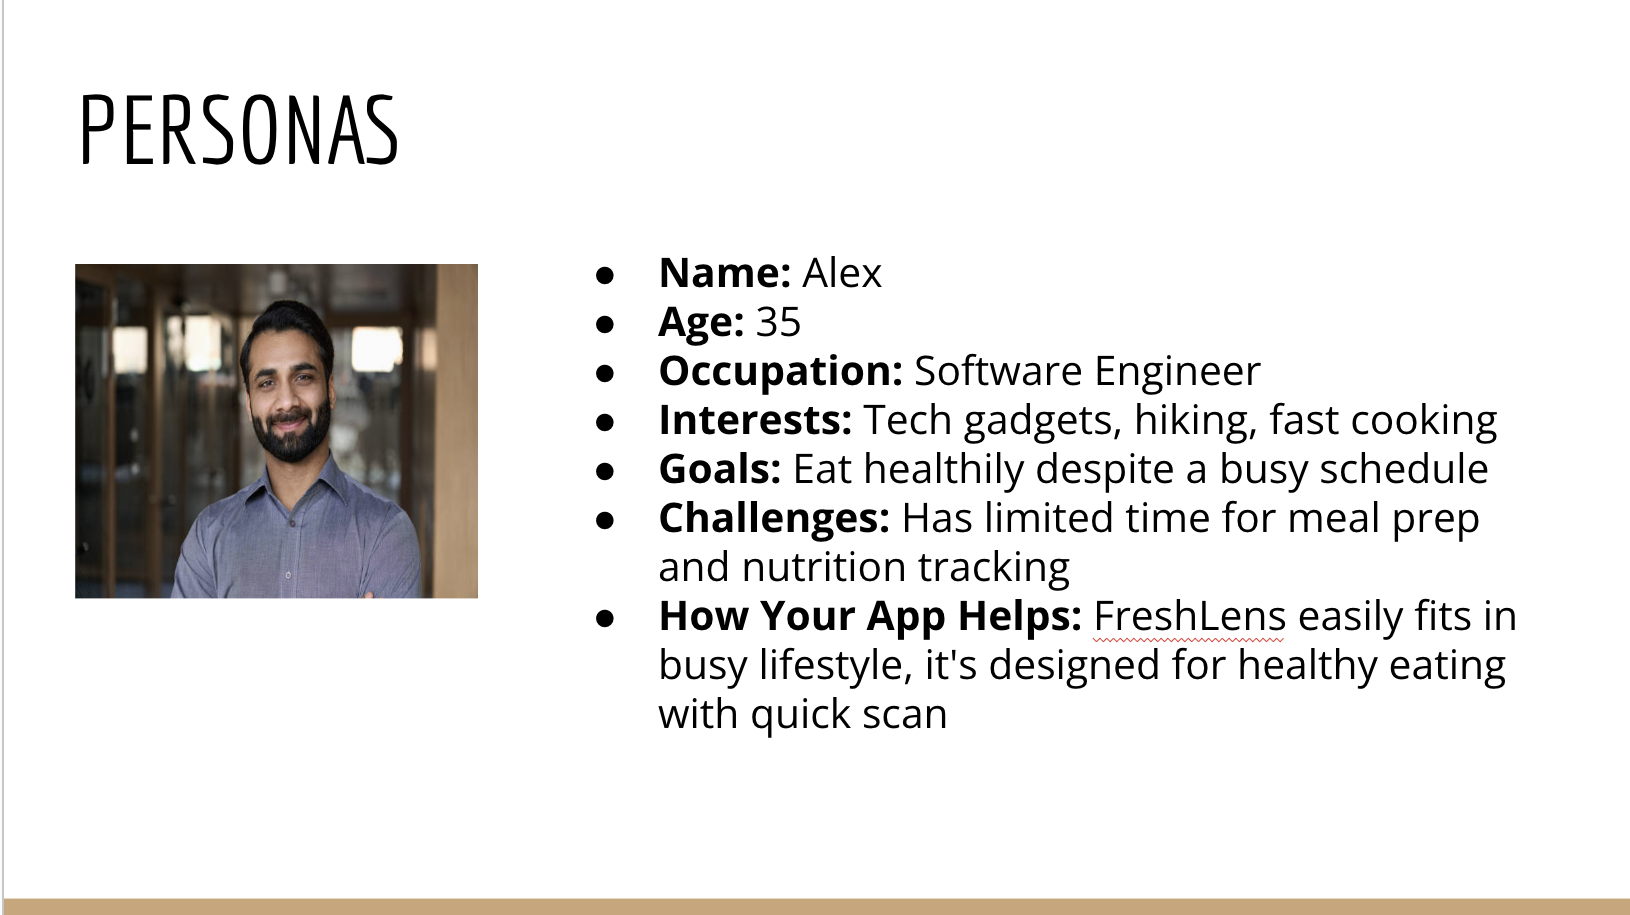 PERSONAS
● Name: Alex
● Age: 35
● Occupation: Software Engineer
● Interests: Tech gadgets, hiking, fast cooking
● Goals: Eat healthily despite a busy schedule
● Challenges: Has limited time for meal prep
and nutrition tracking
● How Your App Helps: FreshLens easily fits in
busy lifestyle, it's designed for healthy eating
with quick scan